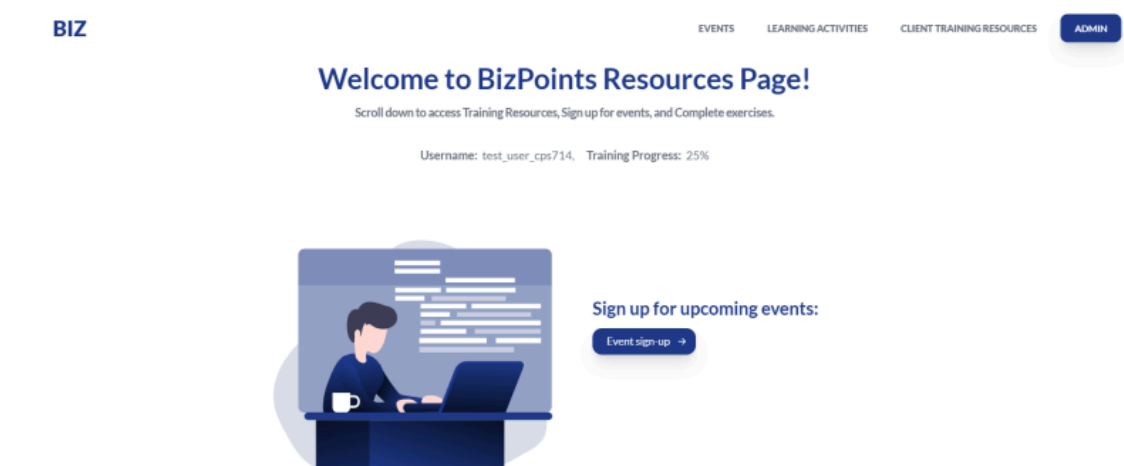 BIZ
EVENTS LEARNING ACTIVITIES CLIENT TRAINING RESOURCES ADMIN
Welcome to BizPoints Resources Page!
Scroll down to access Training Resources, Sign up for events, and Complete exercises.
Username: test_user_cps714, Training Progress: 25%
Sign up for upcoming events:
Event sign-up →